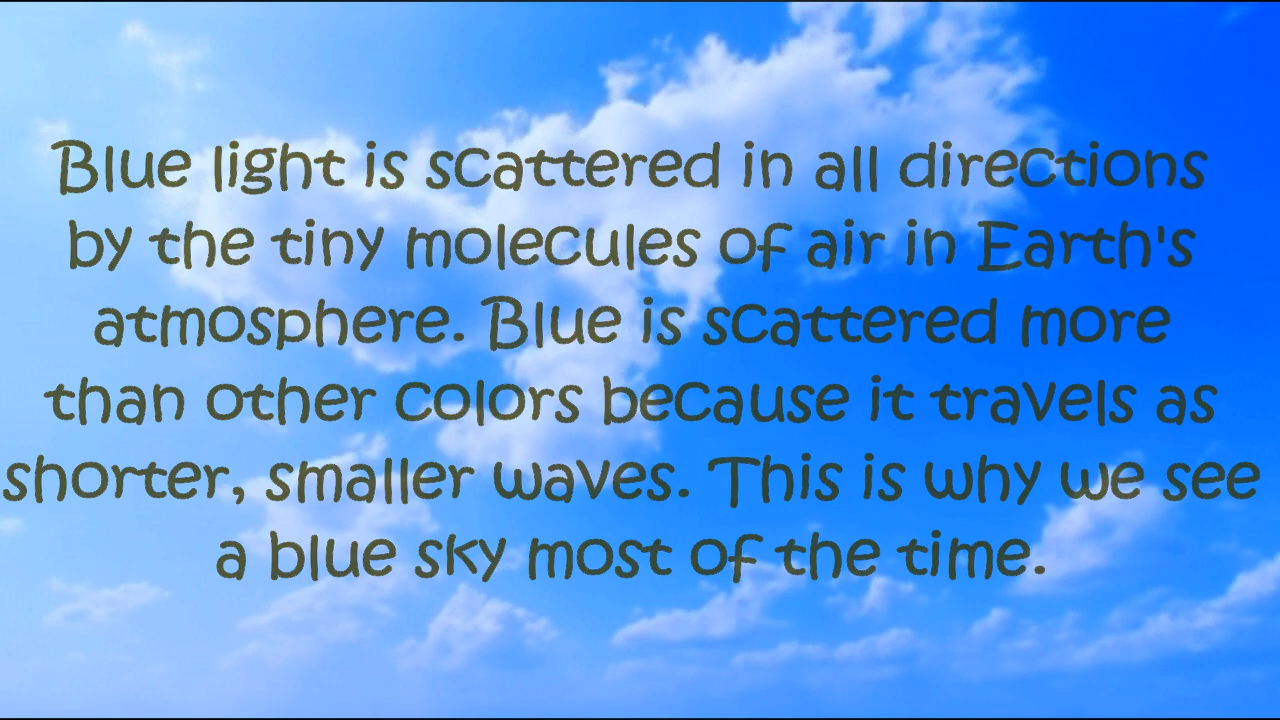 Blue light is scattered in all directions
by the tiny molecules of air in Earth's
atmosphere. Blue is scattered more
than other colors because it travels as
shorter, smaller waves. This is why we see
a blue sky most of the time.